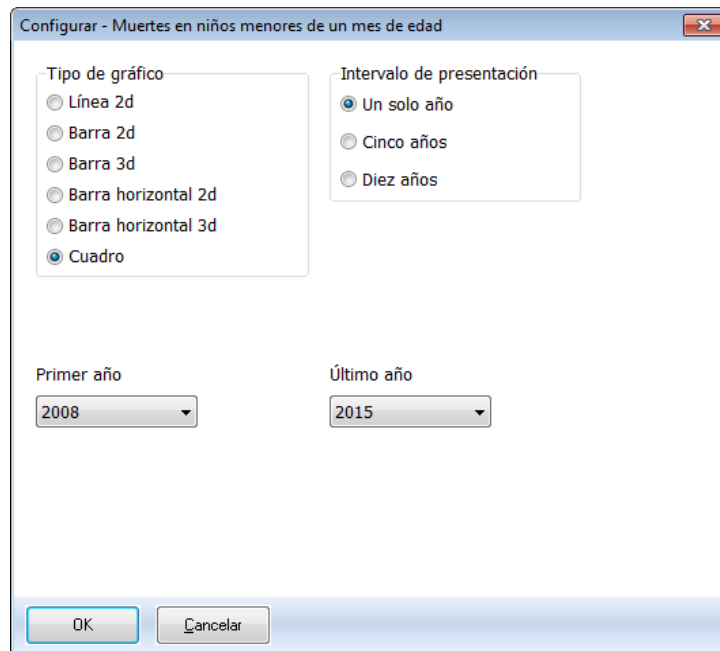 Configurar - Muertes en niños menores de un mes de edad
Tipo de gráfico
Línea 2d
Barra 2d
Barra 3d
Barra horizontal 2d
Barra horizontal 3d
Cuadro
Intervalo de presentación
Un solo año
Cinco años
Diez años
Primer año
2008
Último año
2015
OK
Cancelar